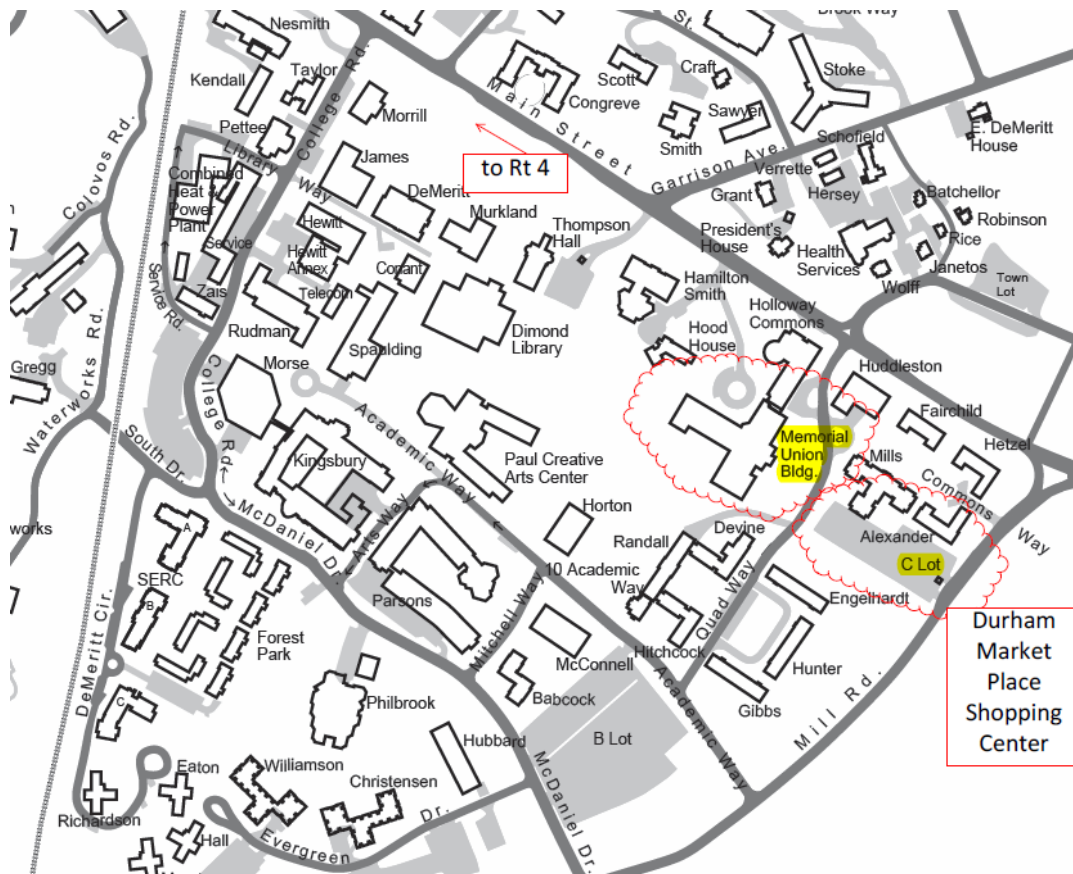 Brook Way
St.
Nesmith
College Rd.
Kendall
Taylor
Morrill
Pettee
Congreve
Scott
Craft
Stoke
Main Street
Sawyer
Smith
Schofield
E. DeMeritt
House
to Rt 4
Garrison Ave.
Verrette
Grant
Hersey
Batchellor
Robinson
Rice
Janetos
President's
House
Health
Services
Wolff
Town
Lot
Colovos Rd.
Library Way
Combined
Heat &
Power
Plant
James
DeMeritt
Murkland
Thompson
Hall
Hewitt
Hewitt
Annex
Service
Conant
Telecom
Zais
Service Rd.
Rudman
Spaulding
Dimond
Library
Hamilton
Smith
Hood
House
Holloway
Commons
Huddleston
Fairchild
Hetzel
Waterworks Rd.
Gregg
College Rd.
Morse
South Dr.
Kingsbury
Academic Way
Paul Creative
Arts Center
Memorial
Union
Bldg.
Mills
Commons Way
Alexander
C Lot
Horton
Devine
Randall
10 Academic
Way
McDaniel Dr.
Arts Way
Parsons
Mitchell Way
Quad Way
Engelhardt
Hitchcock
Hunter
Gibbs
Mill Rd.
Durham
Market
Place
Shopping
Center
works
A
SERC
B
Forest
Park
C
DeMeritt Cir.
Philbrook
McConnell
Babcock
B Lot
Academic Way
Hubbard
McDaniel Dr.
Eaton
Williamson
Christensen
Richardson
Hall
Evergreen Dr.